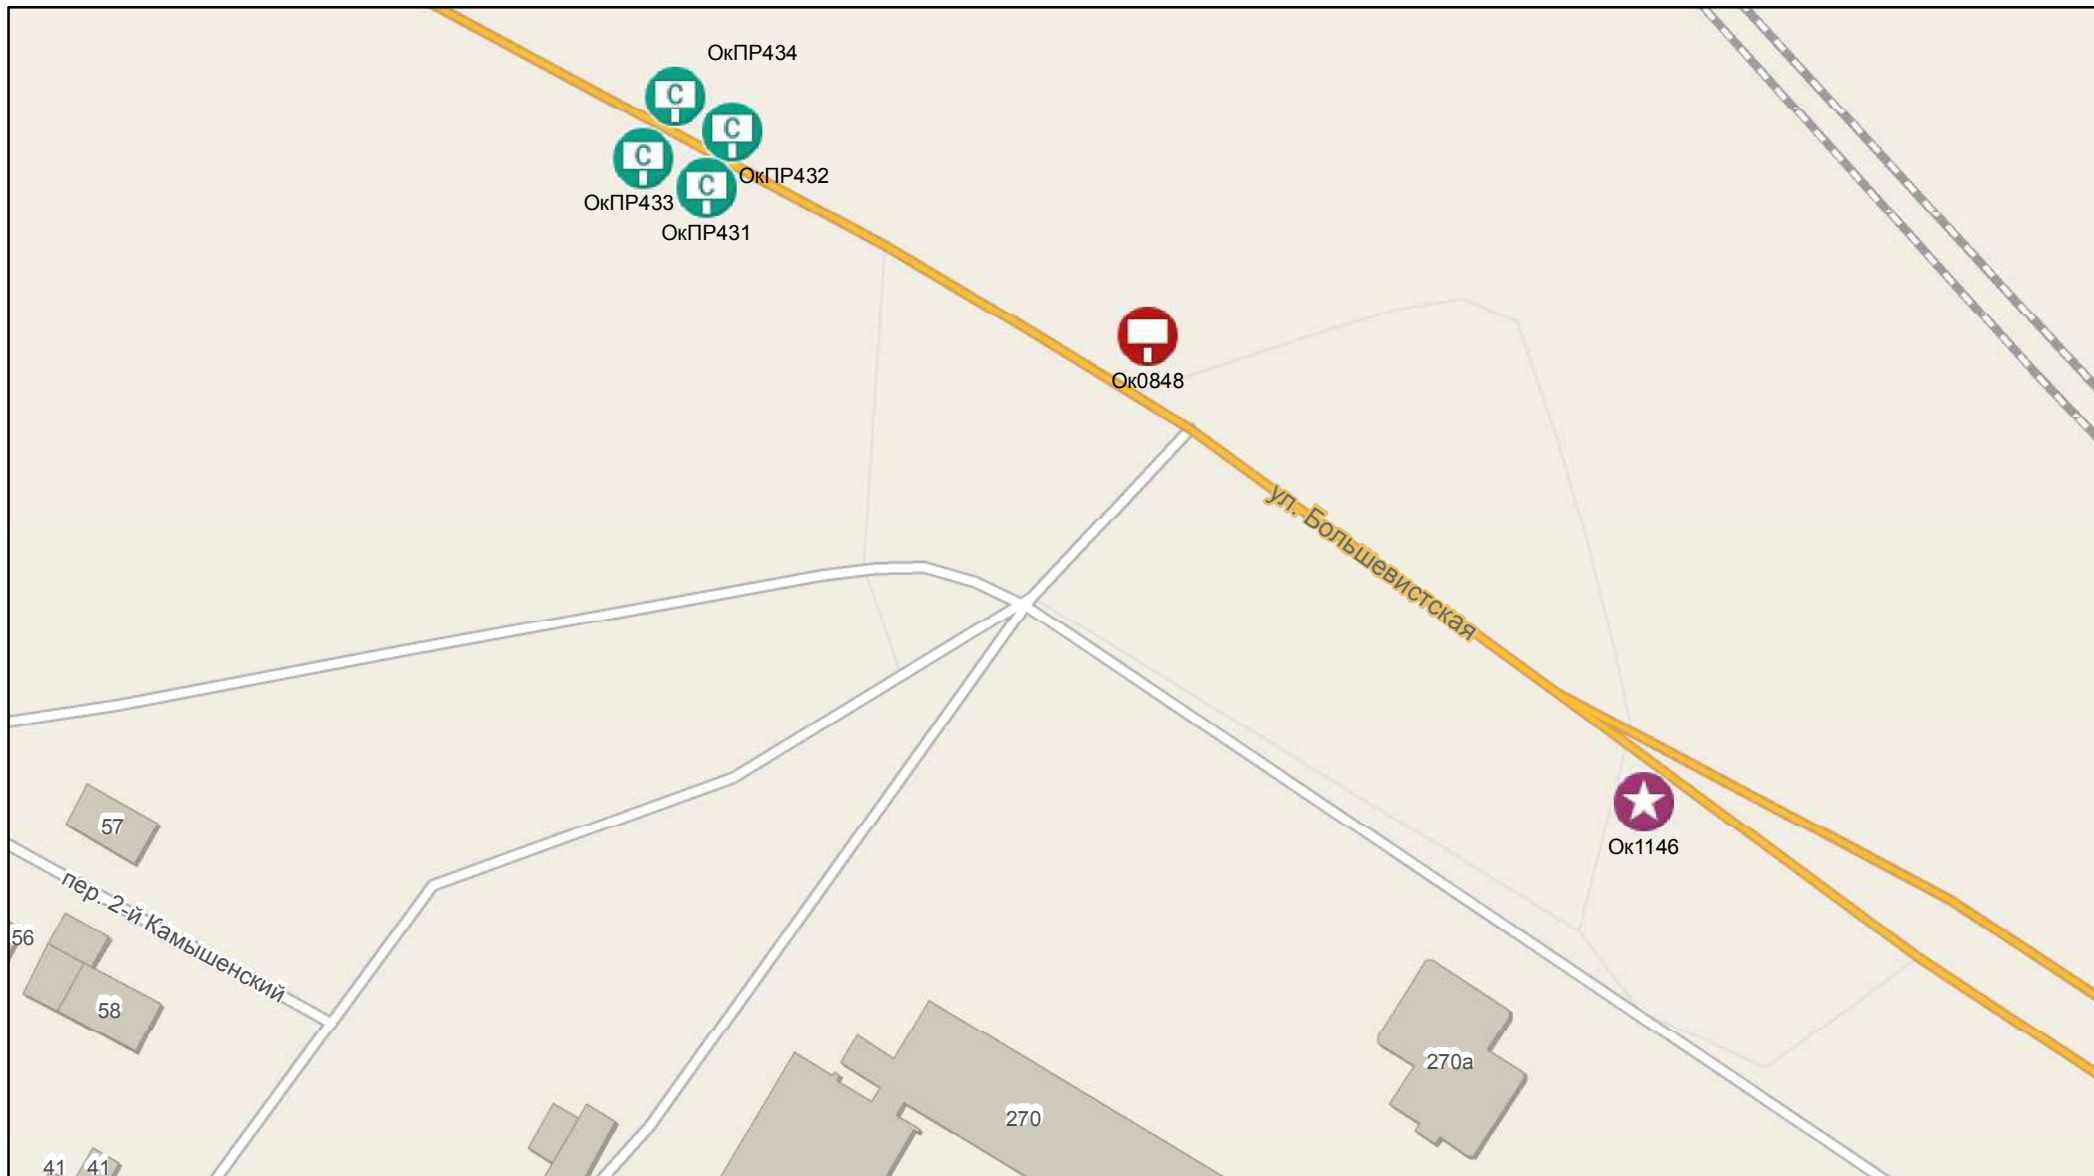 ОкПР434
С
С
С
ОкПР432
С
ОкПР433
ОкПР431
Ок0848
ул. Большевистская
Ок1146
57
пер. 2-й Камышенский
56
58
270а
270
41
41